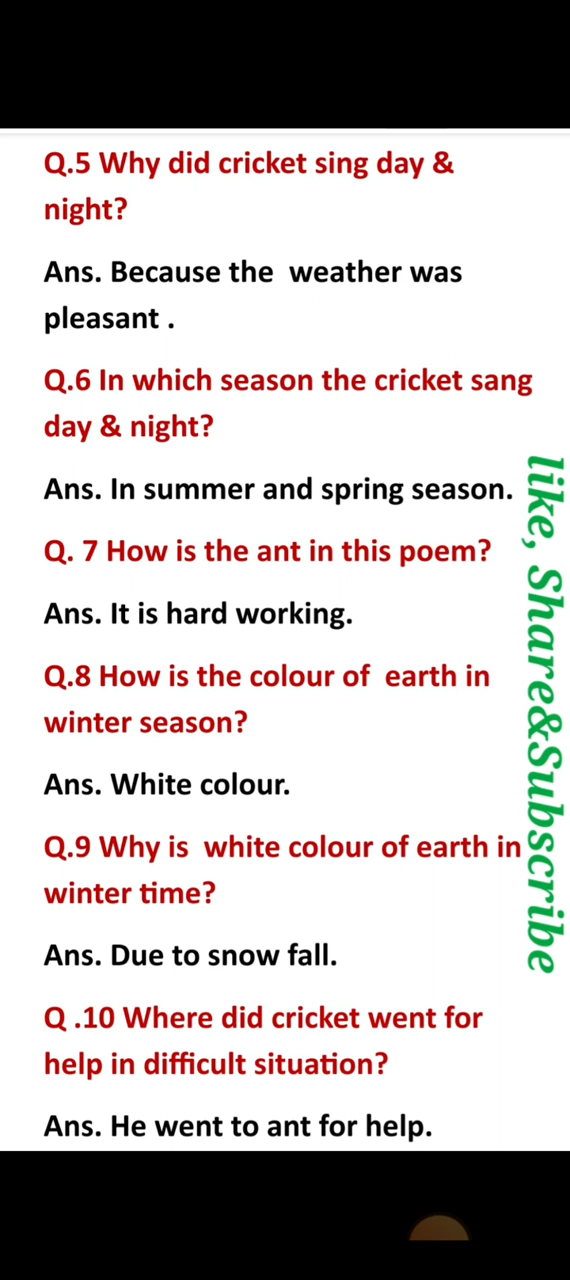 Q.5 Why did cricket sing day &
night?
Ans. Because the  weather was
pleasant .
Q.6 In which season the cricket sang
day & night?
Ans. In summer and spring season.
Q. 7 How is the ant in this poem?
Ans. It is hard working.
Q.8 How is the colour of  earth in
winter season?
Ans. White colour.
Q.9 Why is  white colour of earth in
winter time?
Ans. Due to snow fall.
Q .10 Where did cricket went for
help in difficult situation?
Ans. He went to ant for help.
like, Share&Subscribe